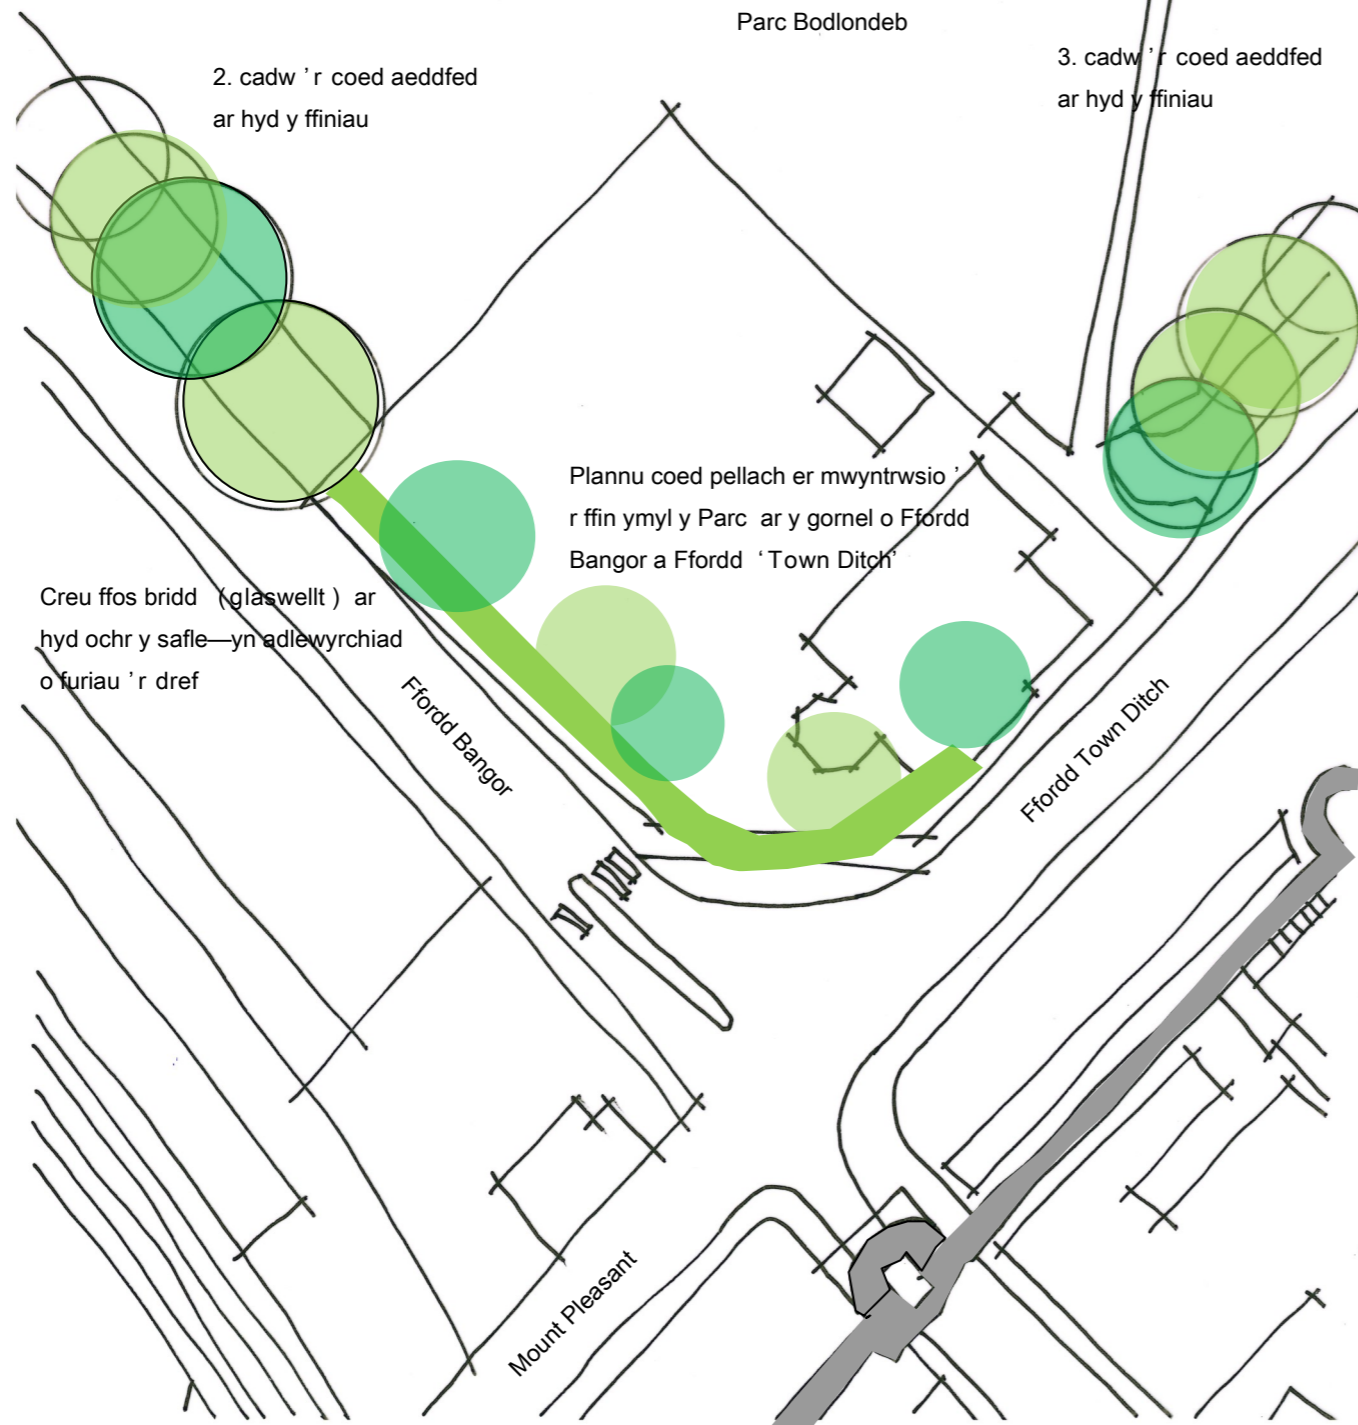 Parc Bodlondeb
2. cadw ’r coed aeddfed
ar hyd y ffiniau
3. cadw ’r coed aeddfed
ar hyd y ffiniau
Plannu coed pellach er mwyntrwsio ’
r ffin ymyl y Parc ar y gornel o Ffordd
Bangor a Ffordd ‘Town Ditch’
Creu ffos bridd (glaswellt ) ar
hyd ochr y safle—yn adlewyrchiad
o furiau ’r dref
Ffordd Bangor
Ffordd Town Ditch
Mount Pleasant